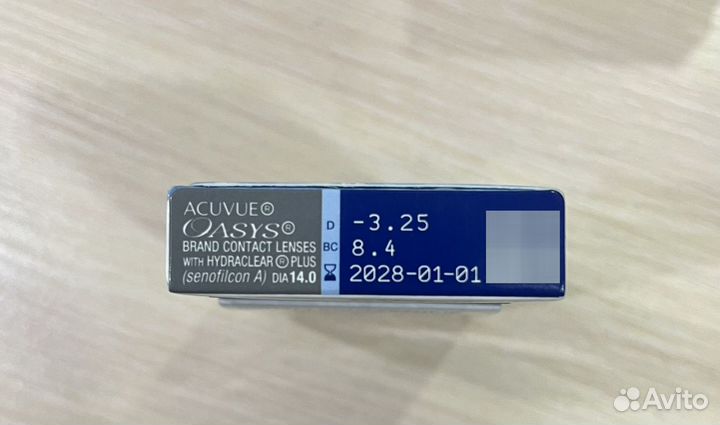 ACUVUE®
OASYS®
BRAND CONTACT LENSES
WITH HYDRACLEAR® PLUS
(senofilcon A) DIA 14.0
D -3.25
BC 8.4
2028-01-01
Avito